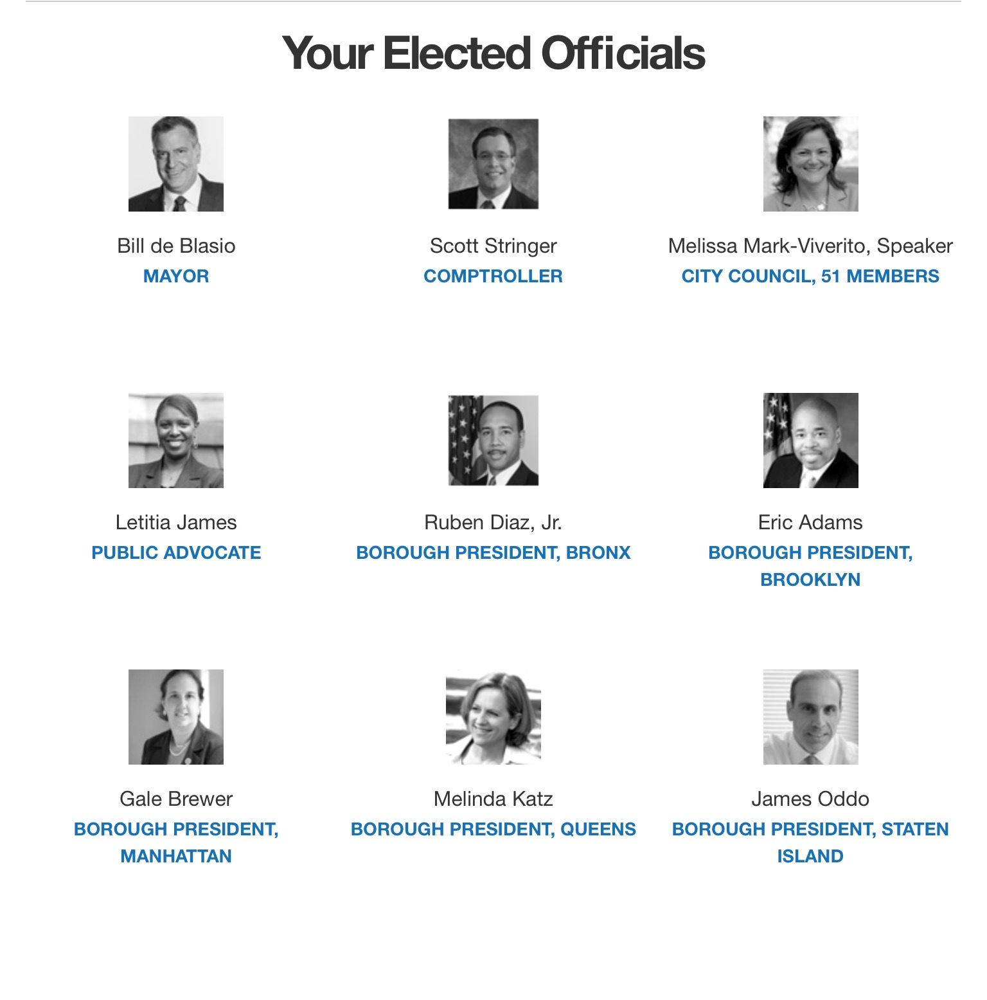 Your Elected Officials
Bill de Blasio
MAYOR
Scott Stringer
COMPTROLLER
Melissa Mark-Viverito, Speaker
CITY COUNCIL, 51 MEMBERS
Letitia James
PUBLIC ADVOCATE
Ruben Diaz, Jr.
BOROUGH PRESIDENT, BRONX
Eric Adams
BOROUGH PRESIDENT,
BROOKLYN
Gale Brewer
BOROUGH PRESIDENT,
MANHATTAN
Melinda Katz
BOROUGH PRESIDENT, QUEENS
James Oddo
BOROUGH PRESIDENT, STATEN
ISLAND